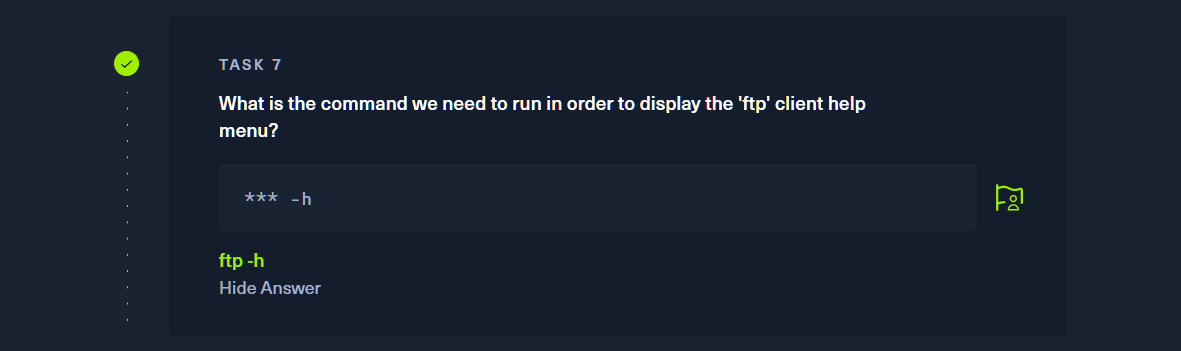 TASK 7
What is the command we need to run in order to display the 'ftp' client help
menu?
*** -h
ftp -h
Hide Answer